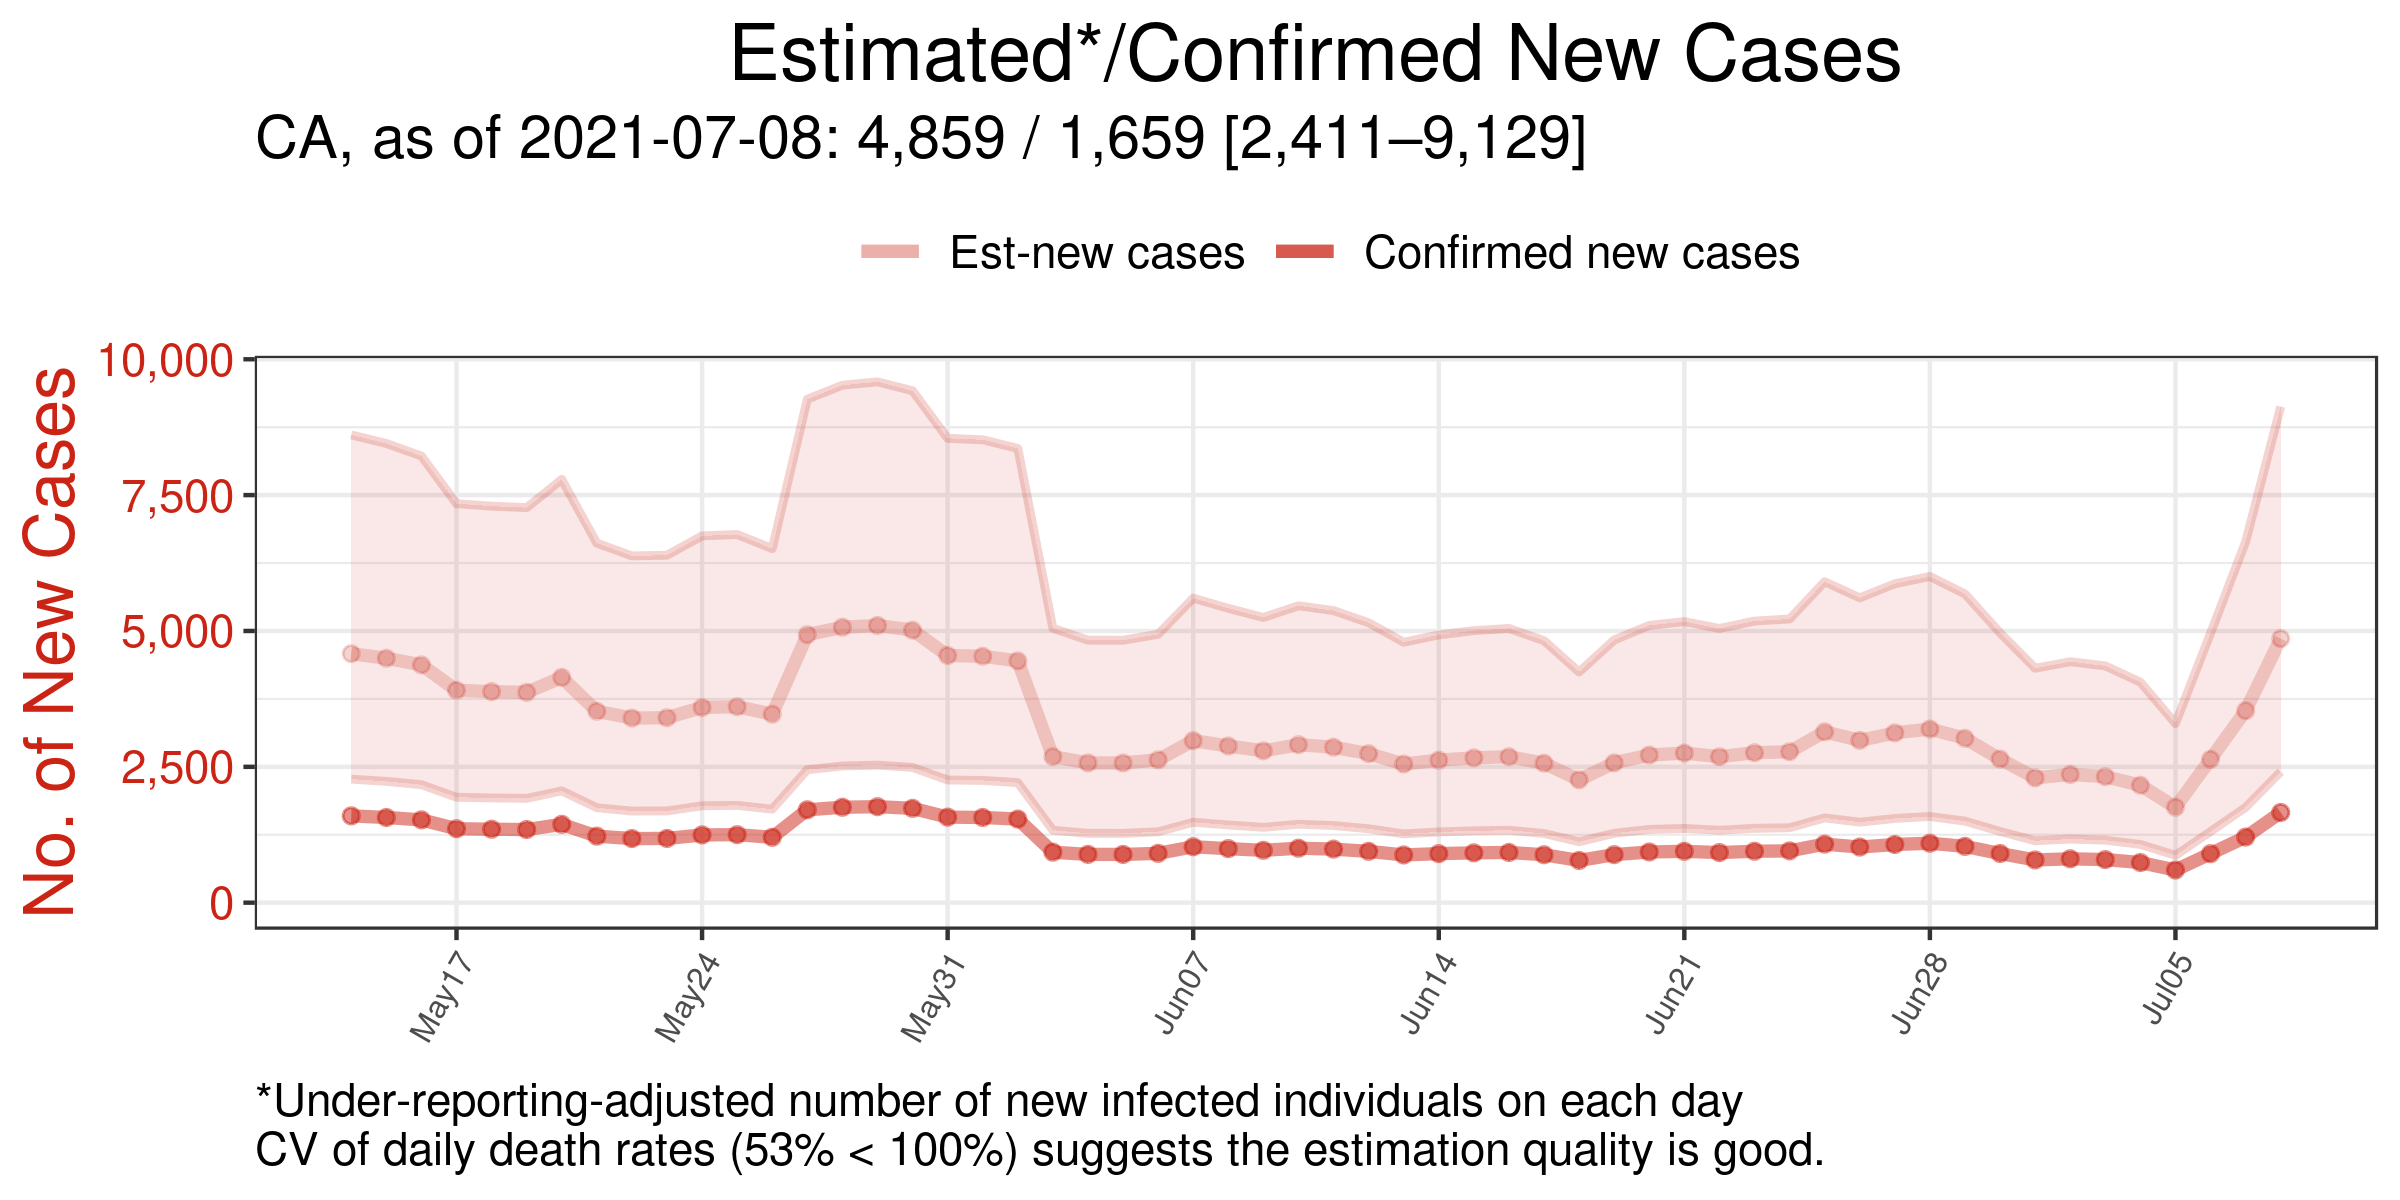 Estimated*/Confirmed New Cases
CA, as of 2021-07-08: 4,859 / 1,659 [2,411–9,129]
Est-new cases
Confirmed new cases
No. of New Cases
10,000
7,500
5,000
2,500
0
May17
May24
May31
Jun07
Jun14
Jun21
Jun28
Jul05
*Under-reporting-adjusted number of new infected individuals on each day
CV of daily death rates (53% < 100%) suggests the estimation quality is good.